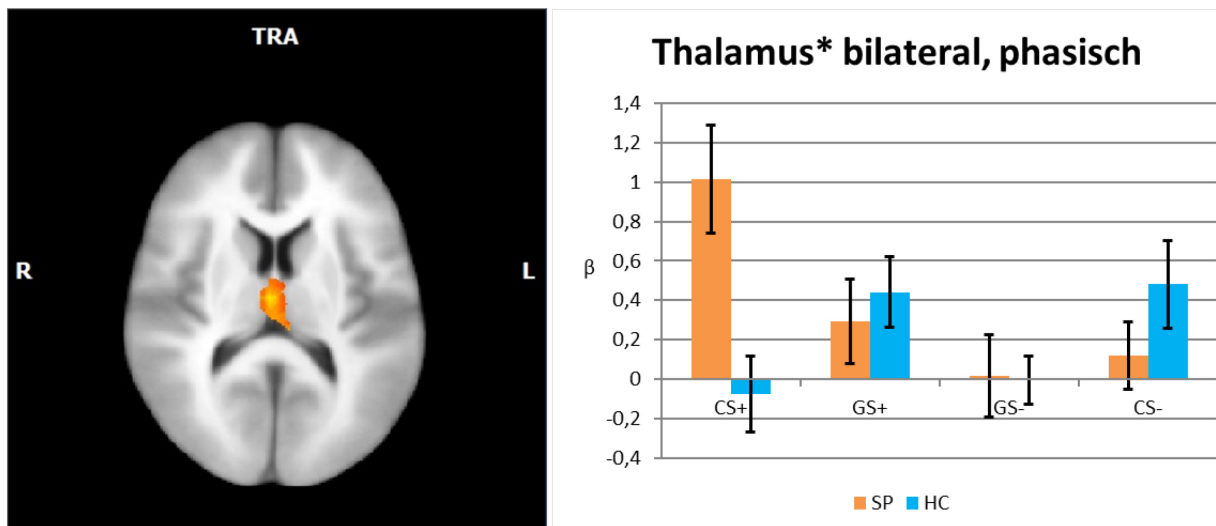 TRA
R
L
Thalamus* bilateral, phasisch
1,4
1,2
1
0,8
0,6
0,4
0,2
0
-0,2
-0,4
β
CS+
GS+
GS-
CS-
SP
HC